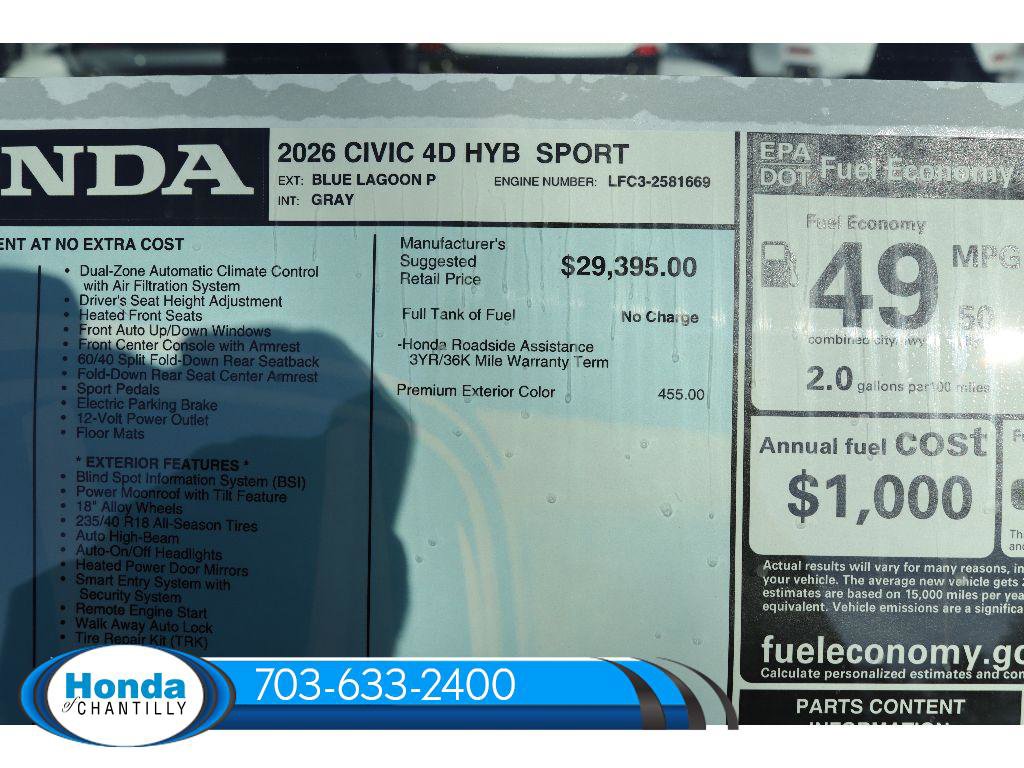 NDA
2026 CIVIC 4D HYB SPORT
EXT: BLUE LAGOON P ENGINE NUMBER: LFC3-2581669
INT: GRAY
ENT AT NO EXTRA COST
• Dual-Zone Automatic Climate Control
with Air Filtration System
• Driver's Seat Height Adjustment
• Heated Front Seats
• Front Auto Up/Down Windows
• Front Center Console with Armrest
• 60/40 Split Fold-Down Rear Seatback
• Fold-Down Rear Seat Center Armrest
• Sport Pedals
• Electric Parking Brake
• 12-Volt Power Outlet
• Floor Mats
* EXTERIOR FEATURES *
• Blind Spot Information System (BSI)
• Power Moonroof with Tilt Feature
• 18" Alloy Wheels
• 235/40 R18 All-Season Tires
• Auto High-Beam
• Auto-On/Off Headlights
• Heated Power Door Mirrors
• Smart Entry System with
Security System
• Remote Engine Start
• Walk Away Auto Lock
• Tire Repair Kit (TRK)
Manufacturer's
Suggested
Retail Price $29,395.00
Full Tank of Fuel No Charge
-Honda Roadside Assistance
3YR/36K Mile Warranty Term
Premium Exterior Color 455.00
EPA
DOT Fuel Economy
Fuel Economy
49 MPG
50
combined city/hwy
2.0 gallons per 100 miles
Annual fuel cost
$1,000
Actual results will vary for many reasons, in
your vehicle. The average new vehicle gets
estimates are based on 15,000 miles per yea
equivalent. Vehicle emissions are a significa
fueleconomy.go
Calculate personalized estimates and con
PARTS CONTENT
INFORMATION
Honda
of CHANTILLY
703-633-2400